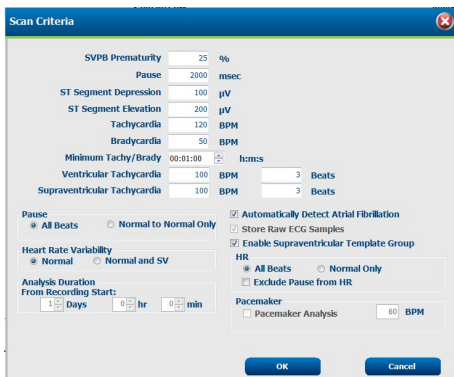 Scan Criteria
SVPB Prematurity 25 %
Pause 2000 msec
ST Segment Depression 100 µV
ST Segment Elevation 200 µV
Tachycardia 120 BPM
Bradycardia 50 BPM
Minimum Tachy/Brady 00:01:00 h:m:s
Ventricular Tachycardia 100 BPM 3 Beats
Supraventricular Tachycardia 100 BPM 3 Beats
Pause
All Beats Normal to Normal Only
Heart Rate Variability
Normal Normal and SV
Analysis Duration
From Recording Start:
1 Days 0 hr 0 min
Automatically Detect Atrial Fibrillation
Store Raw ECG Samples
Enable Supraventricular Template Group
HR
All Beats Normal Only
Exclude Pause from HR
Pacemaker
Pacemaker Analysis 60 BPM
OK Cancel